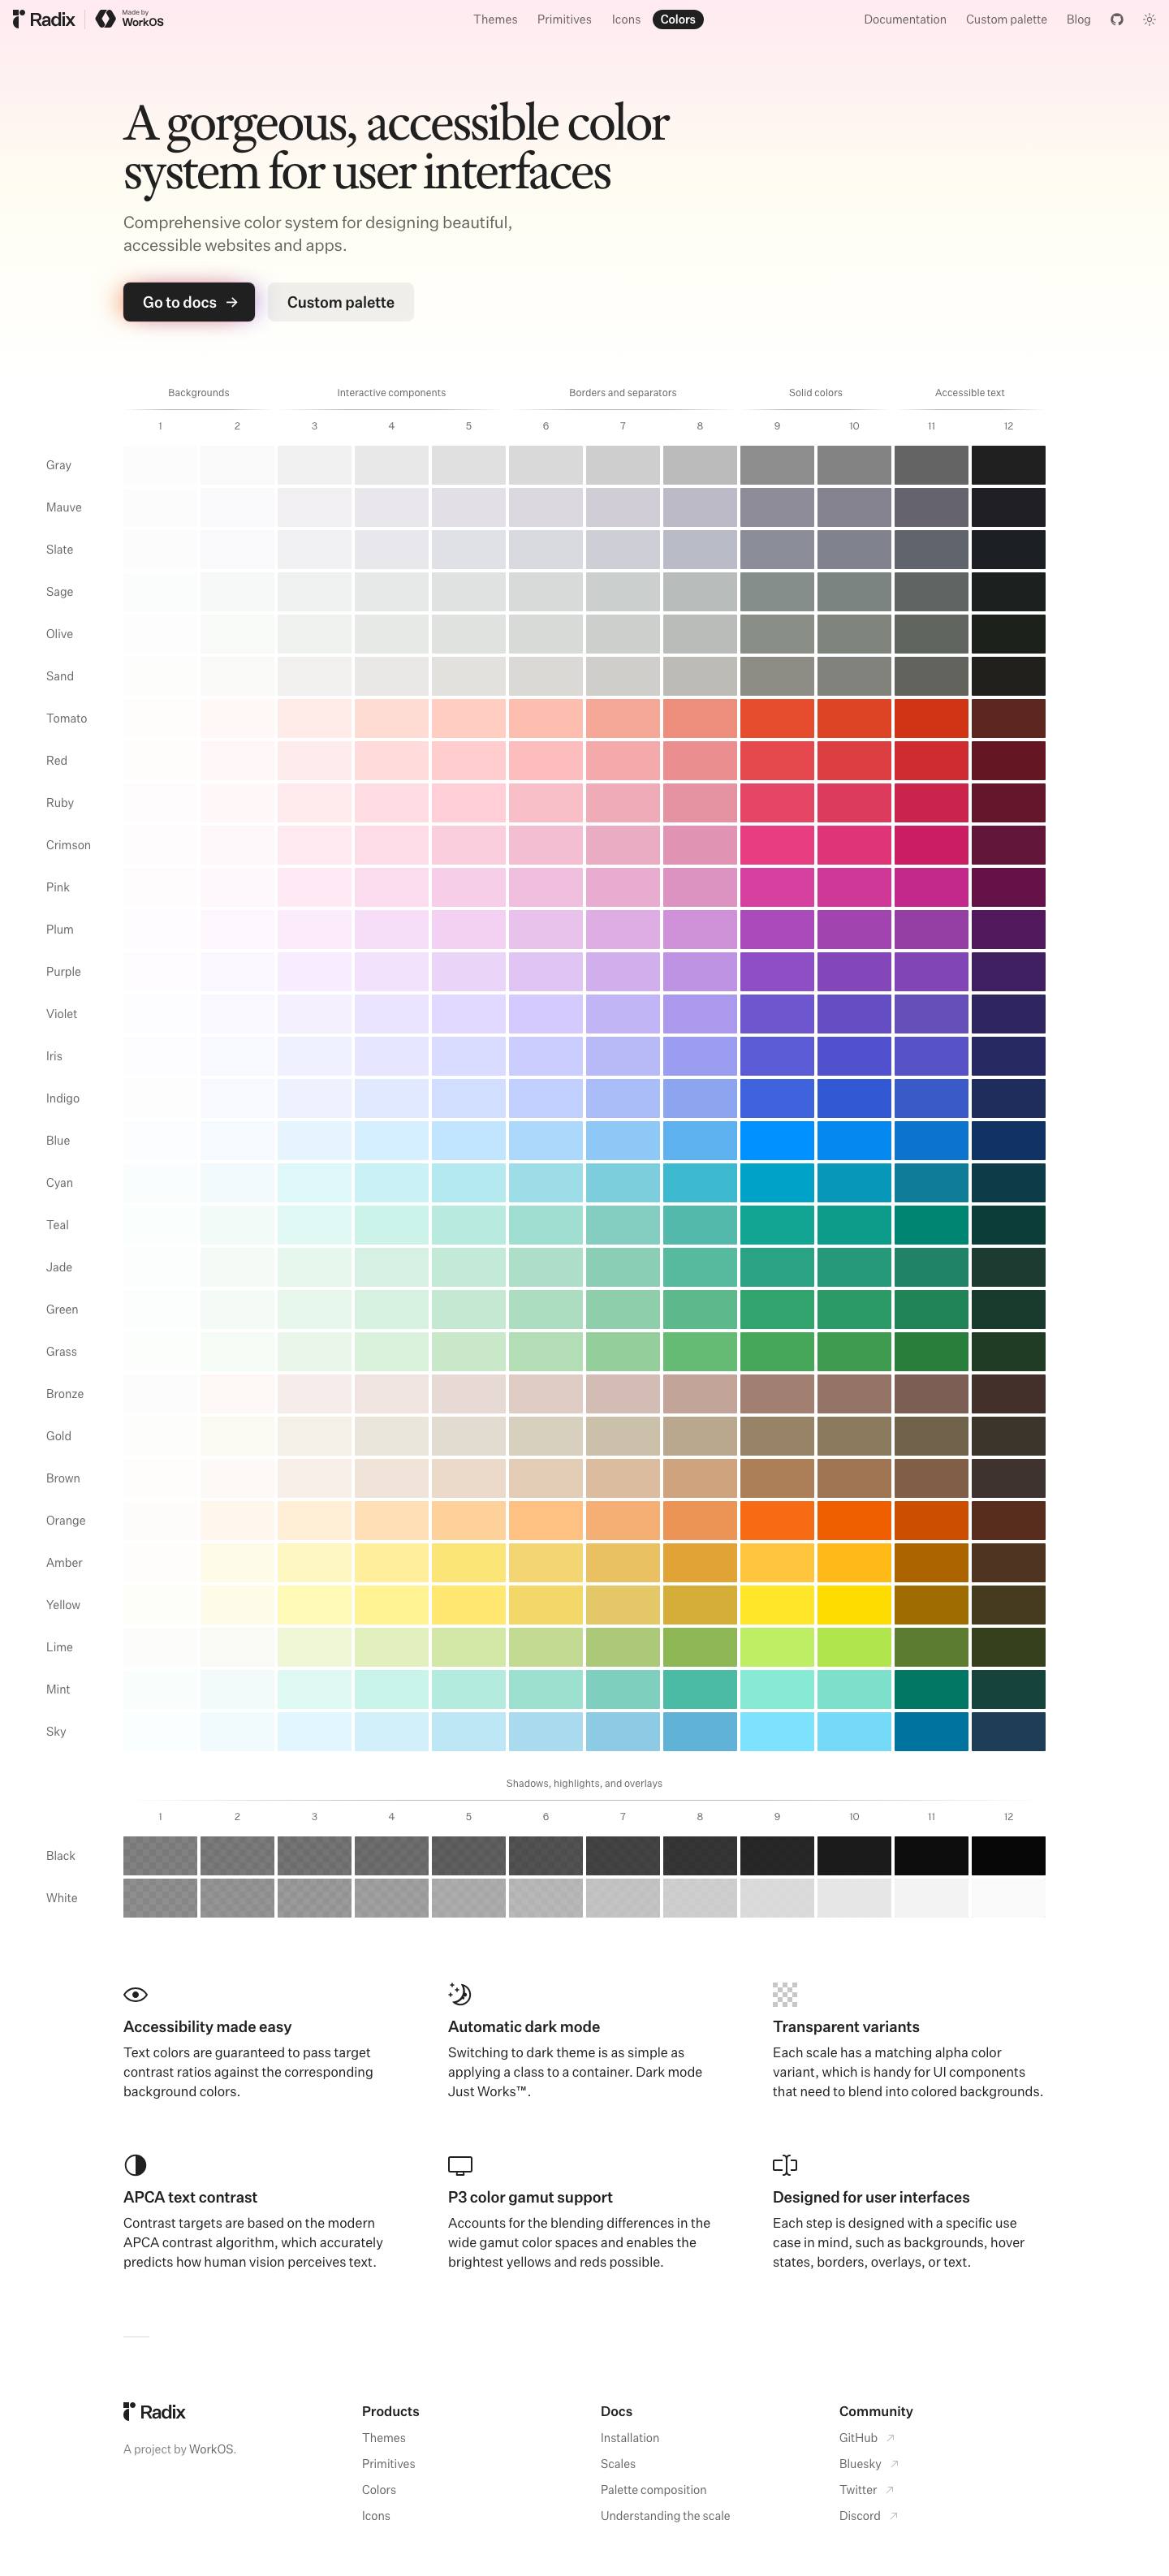 Radix
Made by
WorkOS
Themes
Primitives
Icons
Colors
Documentation
Custom palette
Blog
A gorgeous, accessible color
system for user interfaces
Comprehensive color system for designing beautiful,
accessible websites and apps.
Go to docs →
Custom palette
Backgrounds
Interactive components
Borders and separators
Solid colors
Accessible text
1 2 3 4 5 6 7 8 9 10 11 12
Gray
Mauve
Slate
Sage
Olive
Sand
Tomato
Red
Ruby
Crimson
Pink
Plum
Purple
Violet
Iris
Indigo
Blue
Cyan
Teal
Jade
Green
Grass
Bronze
Gold
Brown
Orange
Amber
Yellow
Lime
Mint
Sky
Shadows, highlights, and overlays
1 2 3 4 5 6 7 8 9 10 11 12
Black
White
Accessibility made easy
Text colors are guaranteed to pass target
contrast ratios against the corresponding
background colors.
Automatic dark mode
Switching to dark theme is as simple as
applying a class to a container. Dark mode
Just Works™.
Transparent variants
Each scale has a matching alpha color
variant, which is handy for UI components
that need to blend into colored backgrounds.
APCA text contrast
Contrast targets are based on the modern
APCA contrast algorithm, which accurately
predicts how human vision perceives text.
P3 color gamut support
Accounts for the blending differences in the
wide gamut color spaces and enables the
brightest yellows and reds possible.
Designed for user interfaces
Each step is designed with a specific use
case in mind, such as backgrounds, hover
states, borders, overlays, or text.
Radix
A project by WorkOS.
Products
Themes
Primitives
Colors
Icons
Docs
Installation
Scales
Palette composition
Understanding the scale
Community
GitHub ↗
Bluesky ↗
Twitter ↗
Discord ↗